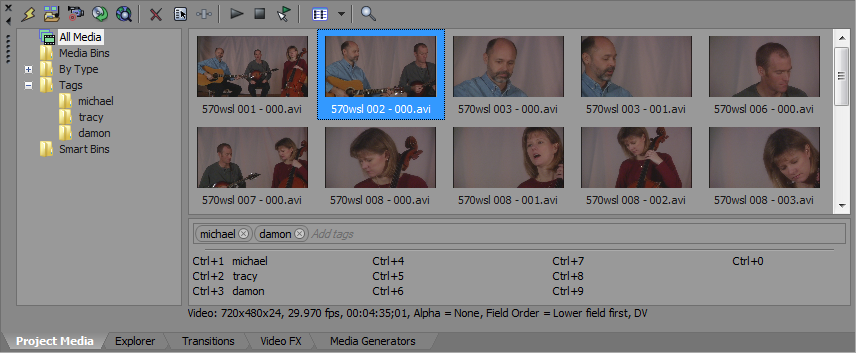 All Media
Media Bins
By Type
Tags
michael
tracy
damon
Smart Bins
570wsl 001 - 000.avi
570wsl 002 - 000.avi
570wsl 003 - 000.avi
570wsl 003 - 001.avi
570wsl 006 - 000.avi
570wsl 007 - 000.avi
570wsl 008 - 000.avi
570wsl 008 - 001.avi
570wsl 008 - 002.avi
570wsl 008 - 003.avi
michael damon Add tags
Ctrl+1 michael Ctrl+4 Ctrl+7 Ctrl+0
Ctrl+2 tracy Ctrl+5 Ctrl+8
Ctrl+3 damon Ctrl+6 Ctrl+9
Video: 720x480x24, 29.970 fps, 00:04:35;01, Alpha = None, Field Order = Lower field first, DV
Project Media Explorer Transitions Video FX Media Generators